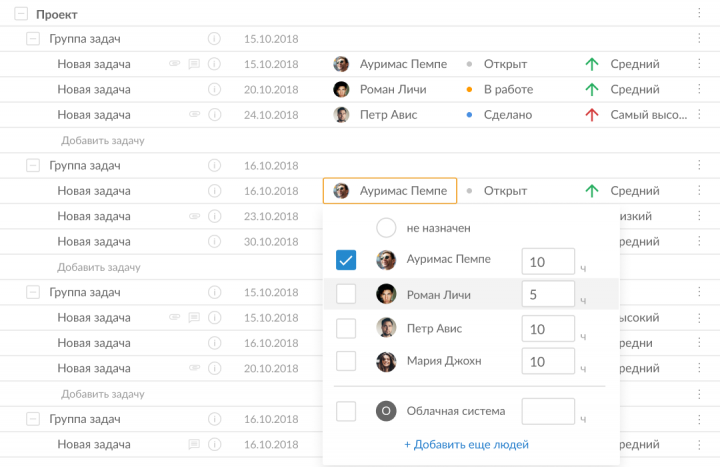 Проект
Группа задач 15.10.2018
Новая задача 15.10.2018 Ауримас Пемпе Открыт Средний
Новая задача 20.10.2018 Роман Личи В работе Средний
Новая задача 24.10.2018 Петр Авис Сделано Самый высо...
Добавить задачу
Группа задач 16.10.2018
Новая задача 16.10.2018 Ауримас Пемпе Открыт Средний
Новая задача 23.10.2018 изкий
не назначен
Новая задача 30.10.2018 редний
Ауримас Пемпе 10 ч
Добавить задачу
Группа задач 15.10.2018
Роман Личи 5 ч
Новая задача 15.10.2018 ысокий
Петр Авис 10 ч
Новая задача 16.10.2018 редни
Мария Джохн 10 ч
Новая задача 20.10.2018 редний
Добавить задачу
О Облачная система ч
Группа задач 16.10.2018
Новая задача 16.10.2018 редний
+ Добавить еще людей